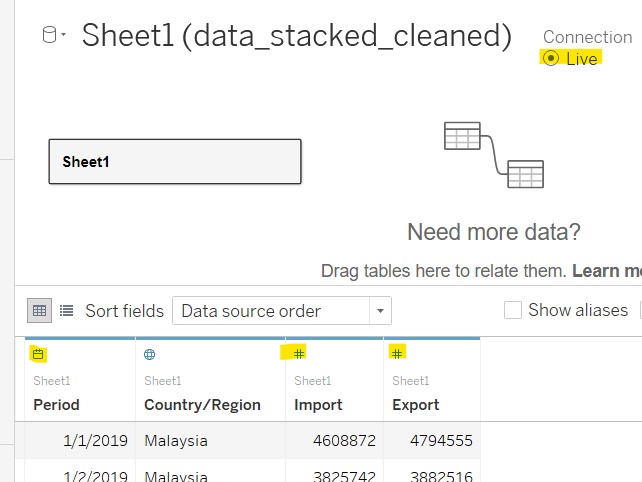 Sheet1 (data_stacked_cleaned)
Connection
Live
Sheet1
Need more data?
Drag tables here to relate them. Learn
Sort fields Data source order Show aliases
Sheet1 Sheet1 Sheet1 Sheet1
Period Country/Region Import Export
1/1/2019 Malaysia 4608872 4794555
1/2/2019 Malaysia 3825742 3882516